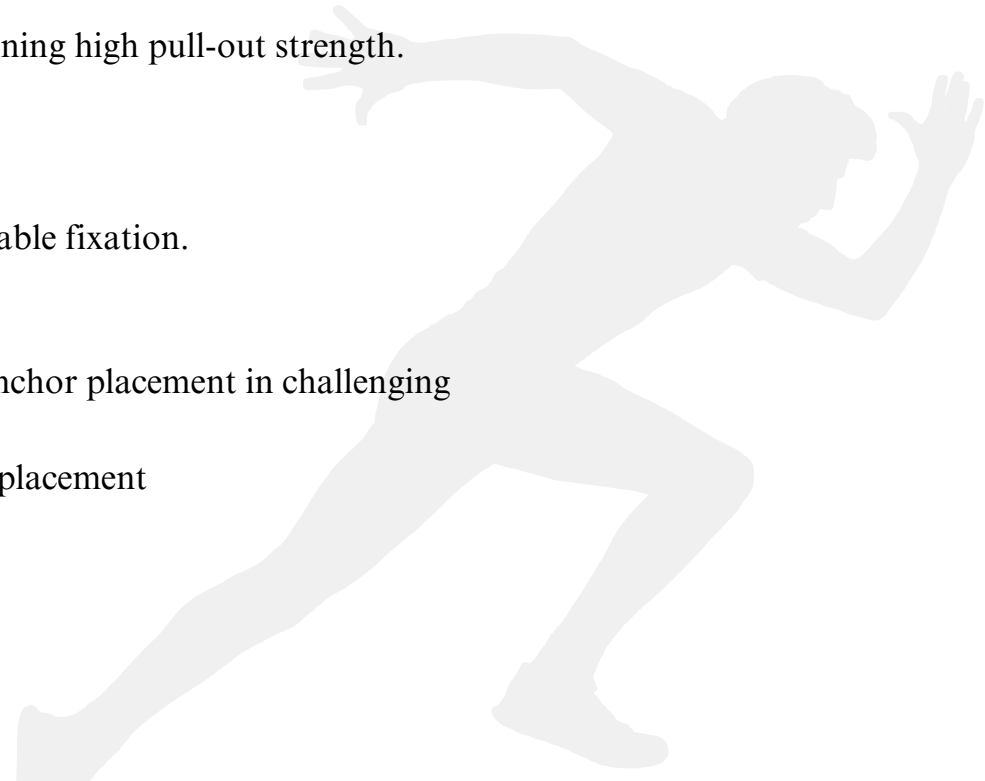 ning high pull-out strength.
able fixation.
nchor placement in challenging
placement